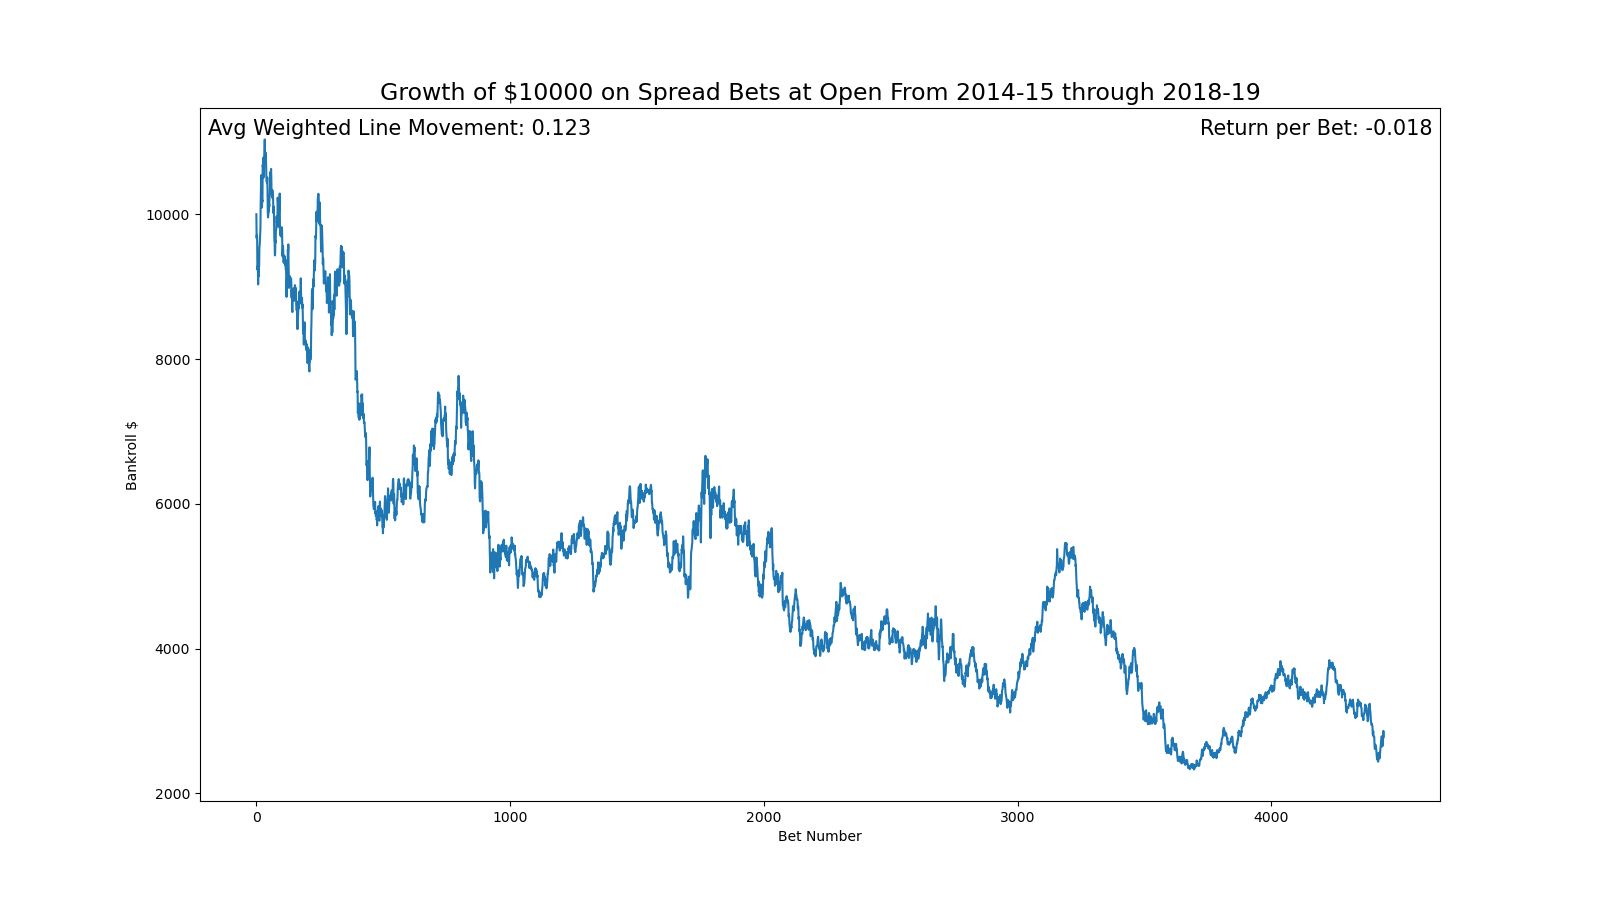 Growth of $10000 on Spread Bets at Open From 2014-15 through 2018-19
Avg Weighted Line Movement: 0.123
Return per Bet: -0.018
10000
8000
6000
4000
2000
Bankroll $
0
1000
2000
3000
4000
Bet Number